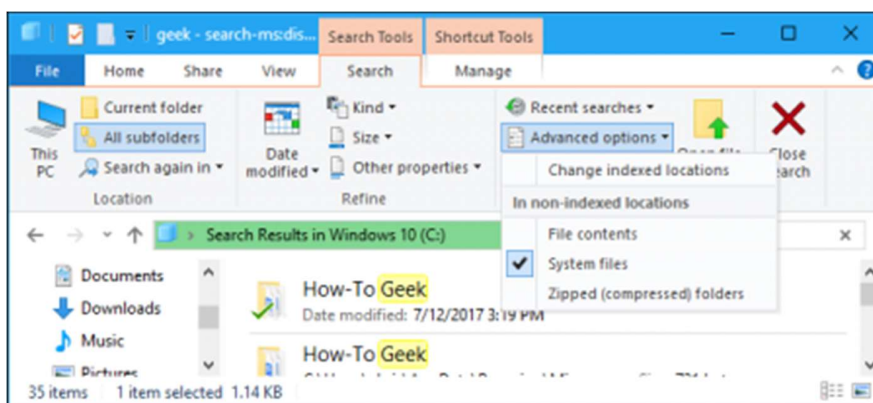 geek - search-ms:dis...
Search Tools
Shortcut Tools
File
Home
Share
View
Search
Manage
This PC
Current folder
All subfolders
Search again in
Location
Date modified
Kind
Size
Other properties
Refine
Recent searches
Advanced options
Change indexed locations
In non-indexed locations
File contents
System files
Zipped (compressed) folders
Search Results in Windows 10 (C:)
Documents
Downloads
Music
Pictures
How-To Geek
Date modified: 7/12/2017 3:19 PM
How-To Geek
35 items
1 item selected 1.14 KB